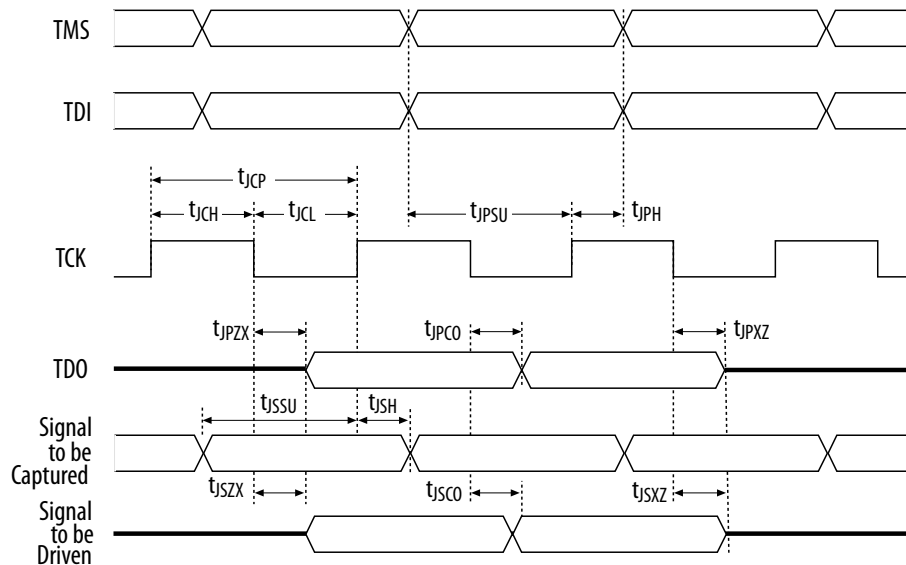 TMS
TDI
tJCP
tJCH tJCL tJPSU tJPH
TCK
tJPZX tJPCO tJPXZ
TDO
tJSSU tJSH
Signal
to be
Captured
tJSZX tJSCO tJSXZ
Signal
to be
Driven